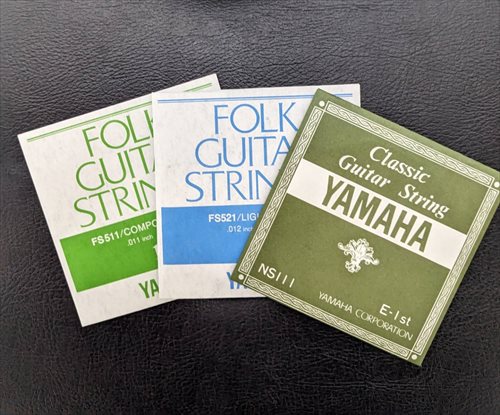 FOLK
GUITA
STRIN
FS511/COMPO
.011 inch
YA
FOLK
GUITA
STRIN
FS521/LIGH
.012 inch
YA
Classic
Guitar String
YAMAHA
NS111
E-1st
YAMAHA CORPORATION